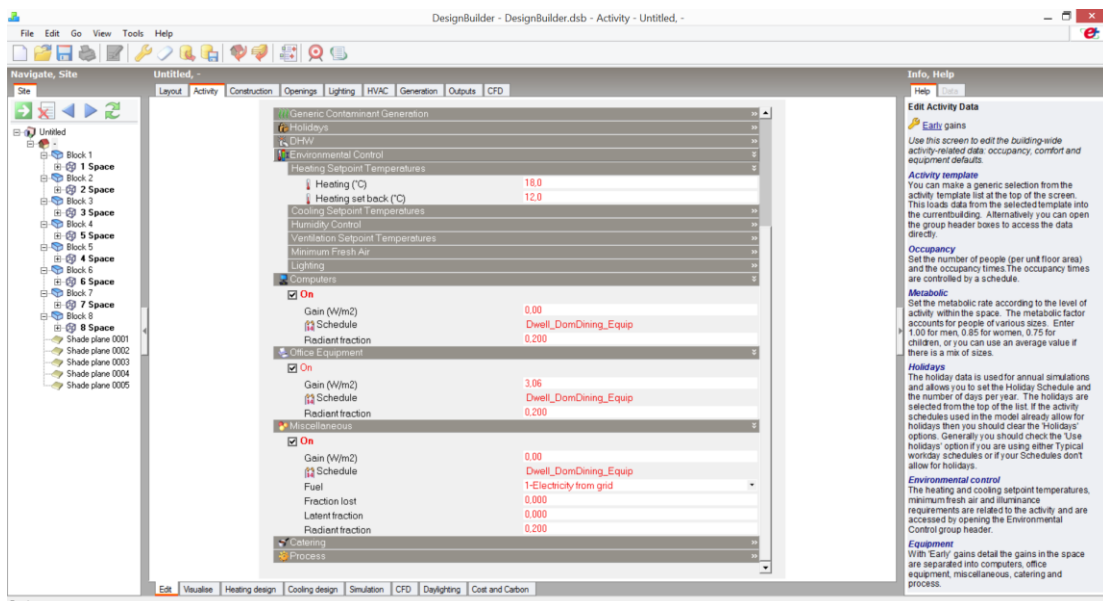 DesignBuilder - DesignBuilder.dsb - Activity - Untitled, -
File Edit Go View Tools Help
Navigate, Site
Site
Untitled
-
Block 1
1 Space
Block 2
2 Space
Block 3
3 Space
Block 4
5 Space
Block 5
4 Space
Block 6
6 Space
Block 7
7 Space
Block 8
8 Space
Shade plane 0001
Shade plane 0002
Shade plane 0003
Shade plane 0004
Shade plane 0005
Untitled, -
Layout Activity Construction Openings Lighting HVAC Generation Outputs CFD
Generic Contaminant Generation
Holidays
DHW
Environmental Control
Heating Setpoint Temperatures
Heating (°C) 18,0
Heating set back (°C) 12,0
Cooling Setpoint Temperatures
Humidity Control
Ventilation Setpoint Temperatures
Minimum Fresh Air
Lighting
Computers
On
Gain (W/m2) 0,00
Schedule Dwell_DomDining_Equip
Radiant fraction 0,200
Office Equipment
On
Gain (W/m2) 3,06
Schedule Dwell_DomDining_Equip
Radiant fraction 0,200
Miscellaneous
On
Gain (W/m2) 0,00
Schedule Dwell_DomDining_Equip
Fuel 1-Electricity from grid
Fraction lost 0,000
Latent fraction 0,000
Radiant fraction 0,200
Catering
Process
Edit Visualise Heating design Cooling design Simulation CFD Daylighting Cost and Carbon
Info, Help
Help Data
Edit Activity Data
Early gains
Use this screen to edit the building-wide
activity-related data: occupancy, comfort and
equipment defaults.
Activity template
You can make a generic selection from the
activity template list at the top of the screen.
This loads data from the selected template into
the currentbuilding. Alternatively you can open
the group header boxes to access the data
directly.
Occupancy
Set the number of people (per unit floor area)
and the occupancy times.The occupancy times
are controlled by a schedule.
Metabolic
Set the metabolic rate according to the level of
activity within the space. The metabolic factor
accounts for people of various sizes. Enter
1.00 for men, 0.85 for women, 0.75 for
children, or you can use an average value if
there is a mix of sizes.
Holidays
The holiday data is used for annual simulations
and allows you to set the Holiday Schedule and
the number of days per year. The holidays are
selected from the top of the list. If the activity
schedules used in the model already allow for
holidays then you should clear the 'Holidays'
options. Generally you should check the 'Use
holidays' option if you are using either Typical
workday schedules or if your Schedules don't
allow for holidays.
Environmental control
The heating and cooling setpoint temperatures,
minimum fresh air and illuminance
requirements are related to the activity and are
accessed by opening the Environmental
Control group header.
Equipment
With 'Early' gains detail the gains in the space
are separated into computers, office
equipment, miscellaneous, catering and
process.